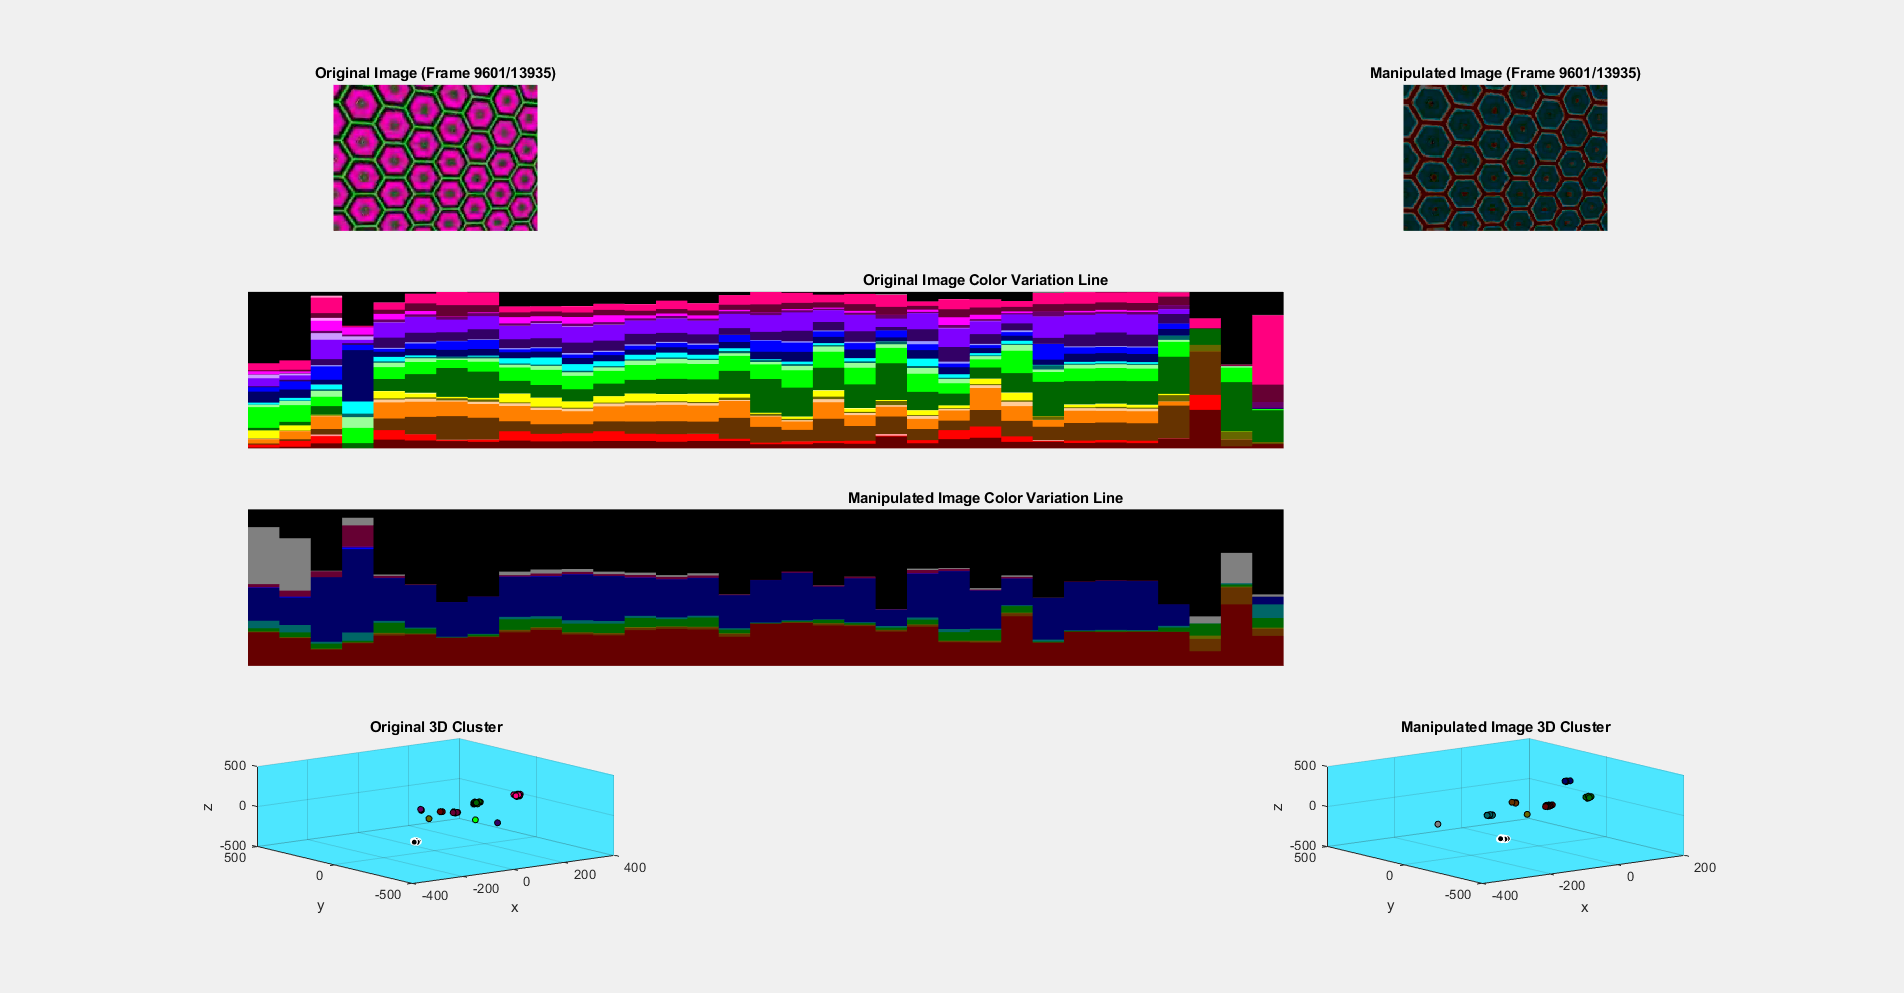 Original Image (Frame 9601/13935)
Manipulated Image (Frame 9601/13935)
Original Image Color Variation Line
Manipulated Image Color Variation Line
Original 3D Cluster
500
0
-500
z
500
0
-500
y
-400
-200
0
200
400
x
Manipulated Image 3D Cluster
500
0
-500
z
500
0
-500
y
-400
-200
0
200
x